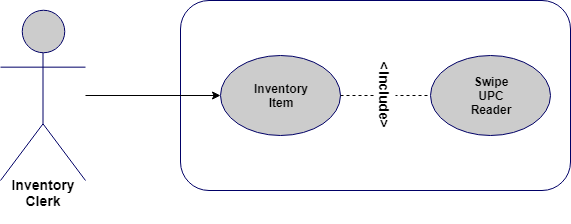 Inventory
Clerk
Inventory
Item
<Include>
Swipe
UPC
Reader